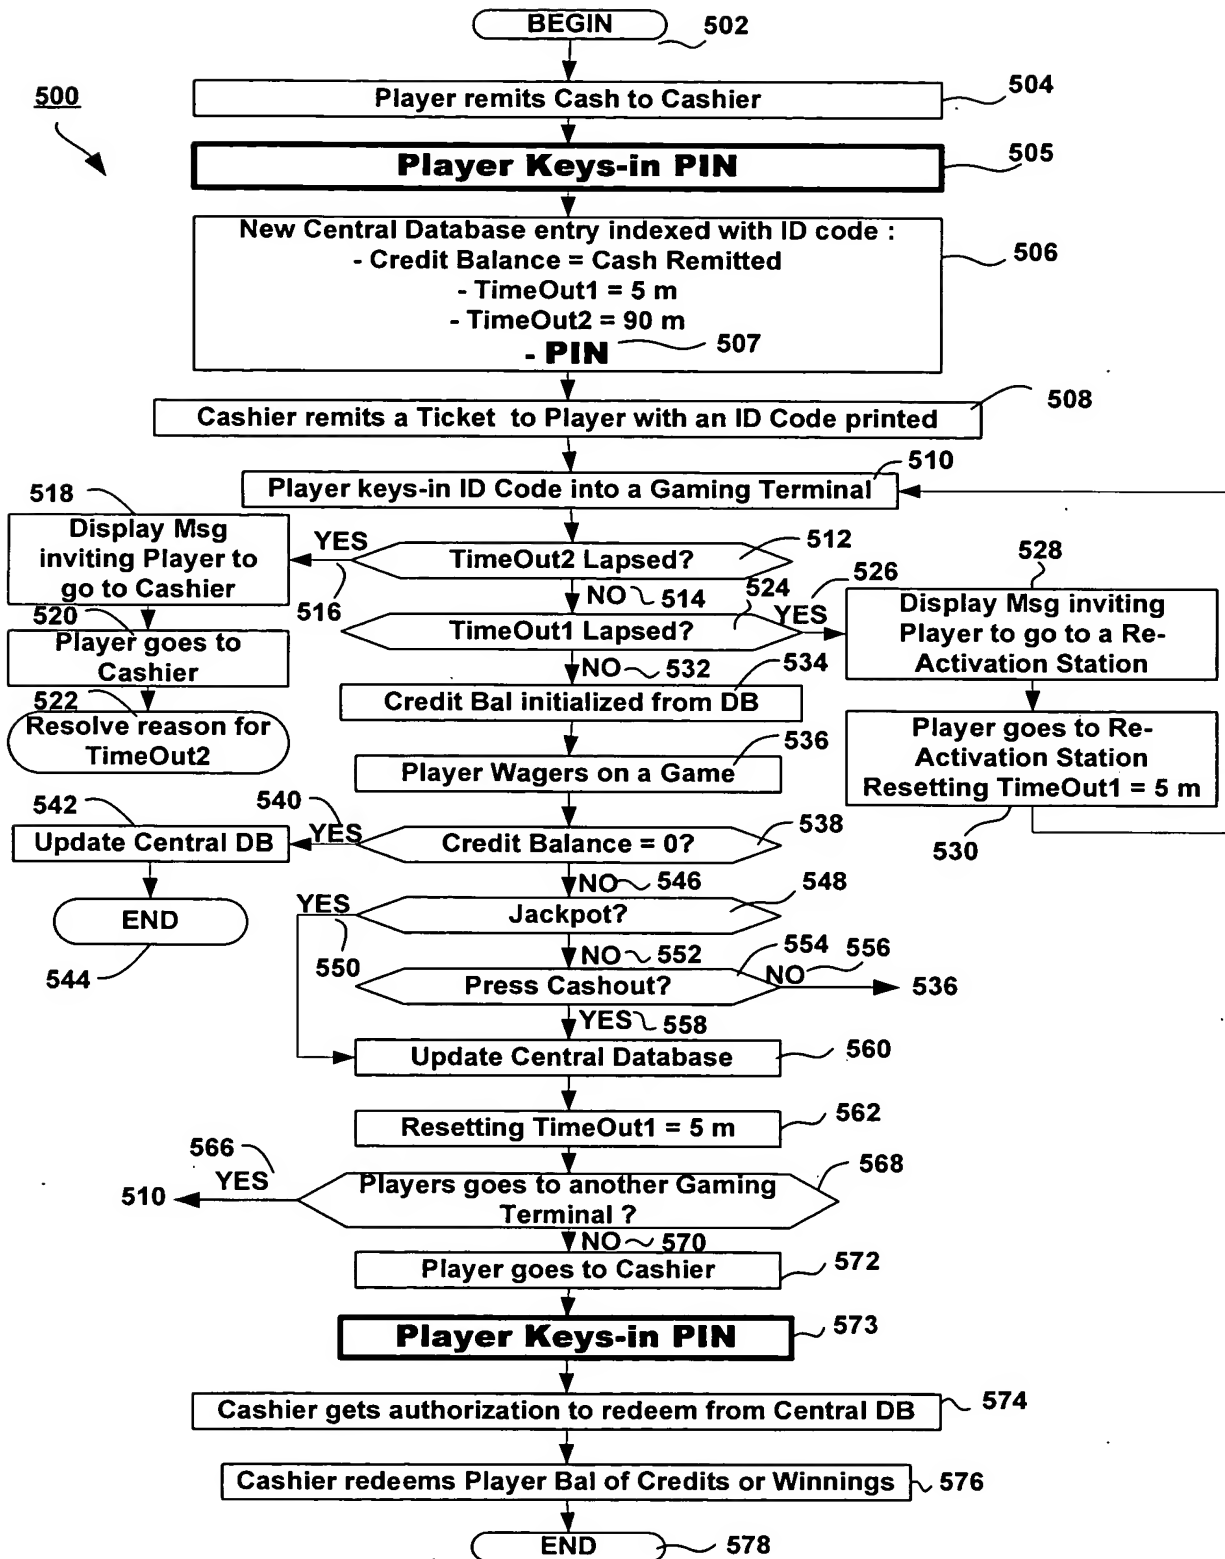 BEGIN
502
500
Player remits Cash to Cashier
504
Player Keys-in PIN
505
New Central Database entry indexed with ID code :
- Credit Balance = Cash Remitted
- TimeOut1 = 5 m
- TimeOut2 = 90 m
- PIN
507
506
Cashier remits a Ticket to Player with an ID Code printed
508
Player keys-in ID Code into a Gaming Terminal
510
518
Display Msg
inviting Player to
go to Cashier
YES
516
TimeOut2 Lapsed?
512
NO
514
520
Player goes to
Cashier
522
Resolve reason for
TimeOut2
TimeOut1 Lapsed?
524
YES
526
528
Display Msg inviting
Player to go to a Re-
Activation Station
Player goes to Re-
Activation Station
Resetting TimeOut1 = 5 m
530
NO
532
534
Credit Bal initialized from DB
536
Player Wagers on a Game
542
Update Central DB
540
YES
Credit Balance = 0?
538
END
544
NO
546
548
YES
550
Jackpot?
NO
552
554
Press Cashout?
NO
556
536
YES
558
Update Central Database
560
Resetting TimeOut1 = 5 m
562
566
YES
510
Players goes to another Gaming
Terminal ?
568
NO
570
Player goes to Cashier
572
Player Keys-in PIN
573
Cashier gets authorization to redeem from Central DB
574
Cashier redeems Player Bal of Credits or Winnings
576
END
578